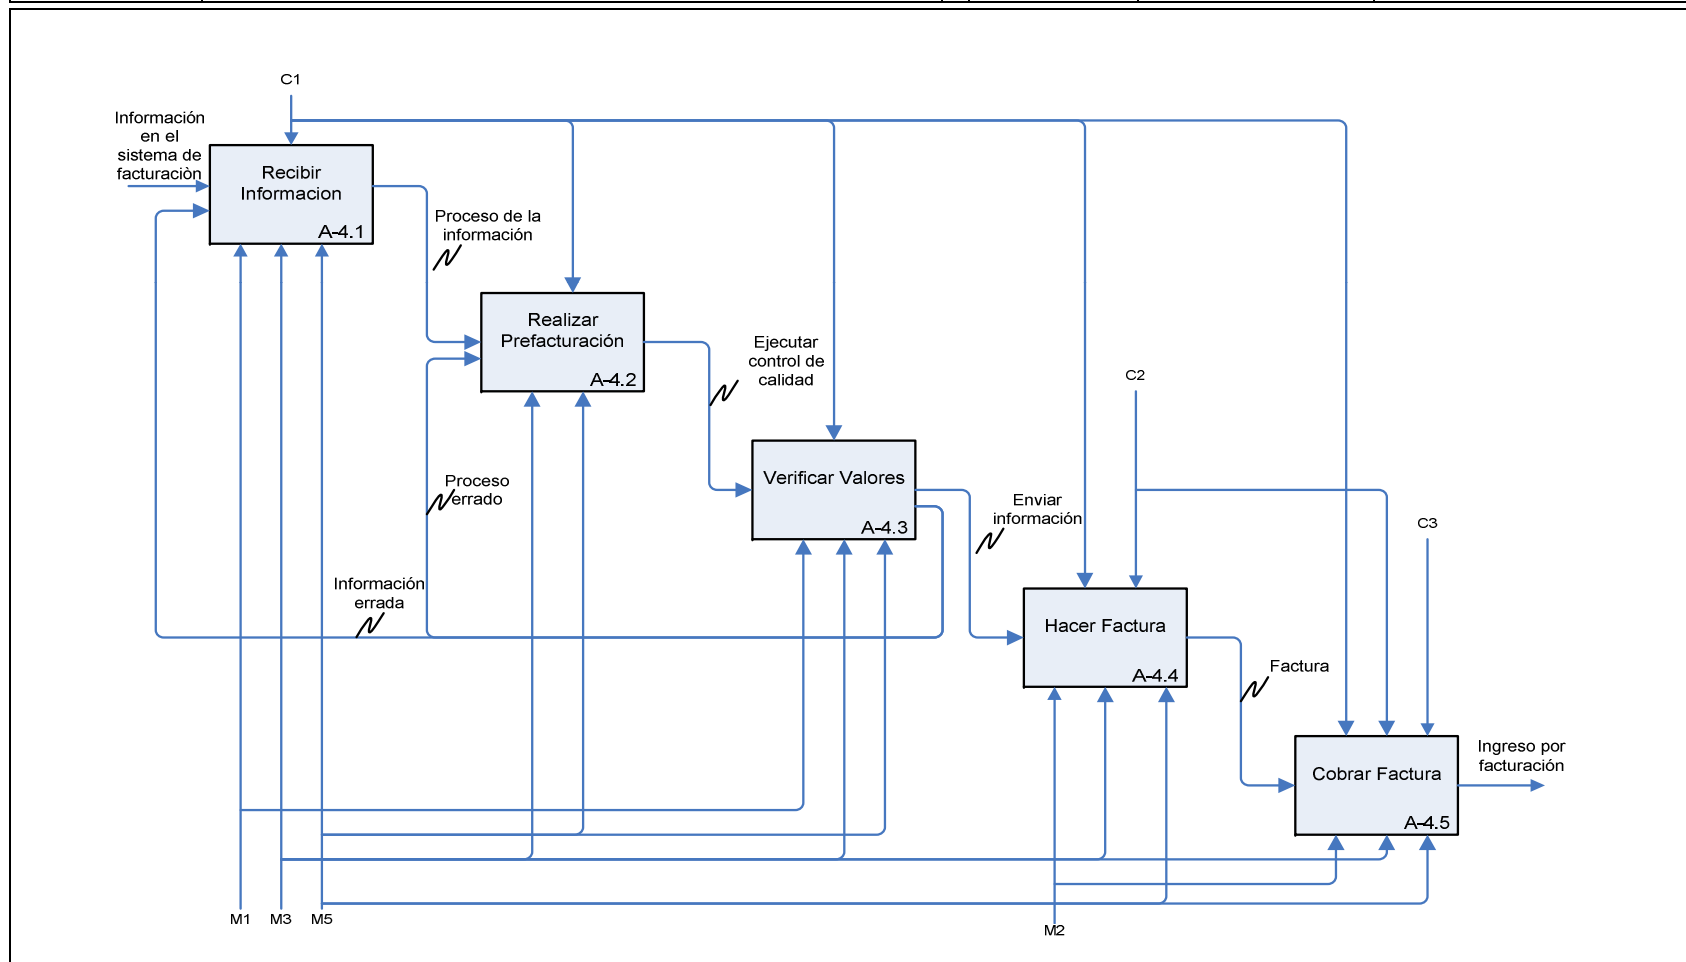 C1
Información
en el
sistema de
facturaciòn
Recibir
Informacion
A-4.1
Proceso de la
información
Realizar
Prefacturación
A-4.2
Ejecutar
control de
calidad
C2
Verificar Valores
A-4.3
Proceso
errado
Enviar
información
C3
Información
errada
Hacer Factura
A-4.4
Factura
Cobrar Factura
A-4.5
Ingreso por
facturación
M1
M3
M5
M2